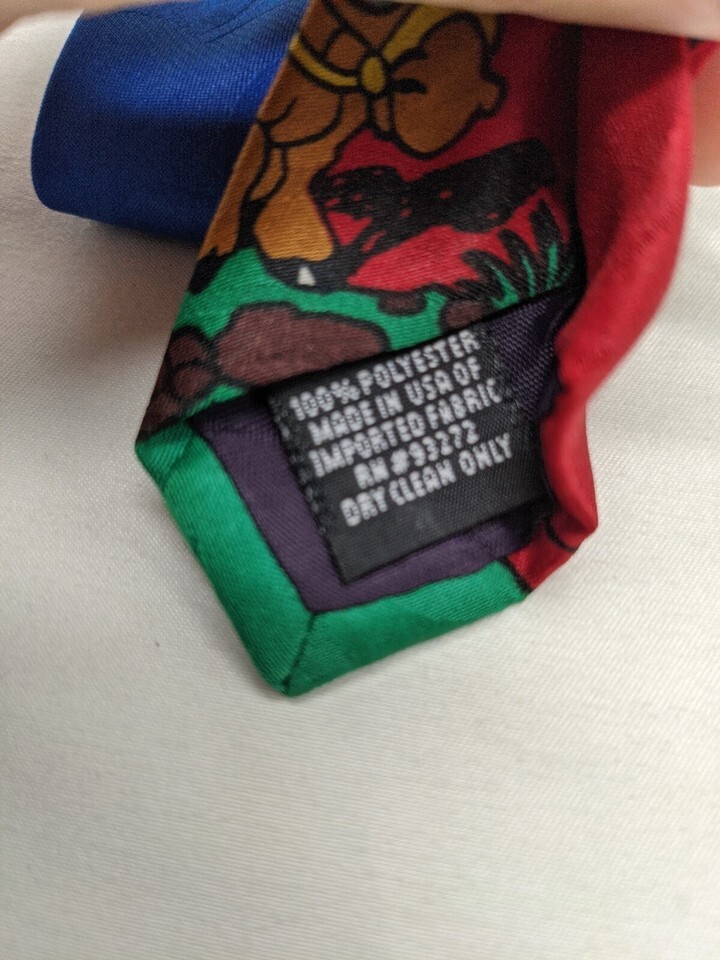 100% POLYESTER
MADE IN USA OF
IMPORTED FABRIC
RN#93272
DRY CLEAN ONLY